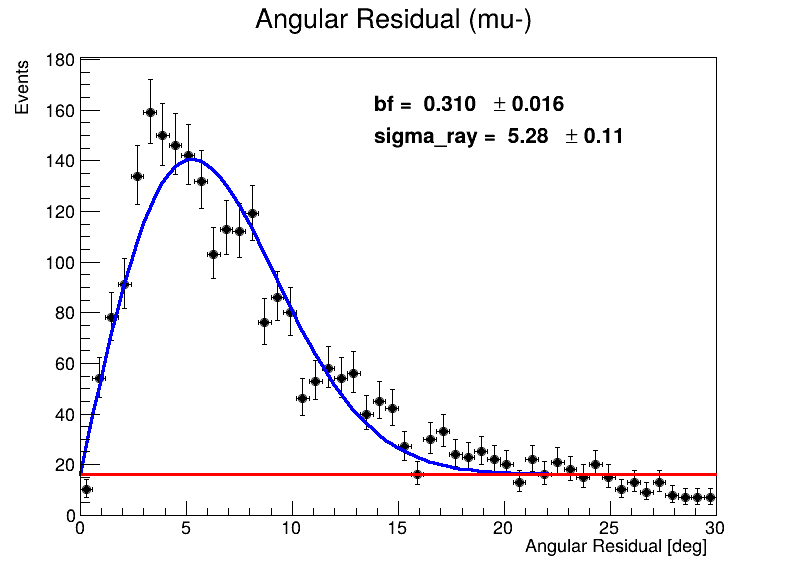 Angular Residual (mu-)
Events
180
160
140
120
100
80
60
40
20
0
bf = 0.310 ± 0.016
sigma_ray = 5.28 ± 0.11
0 5 10 15 20 25 30
Angular Residual [deg]